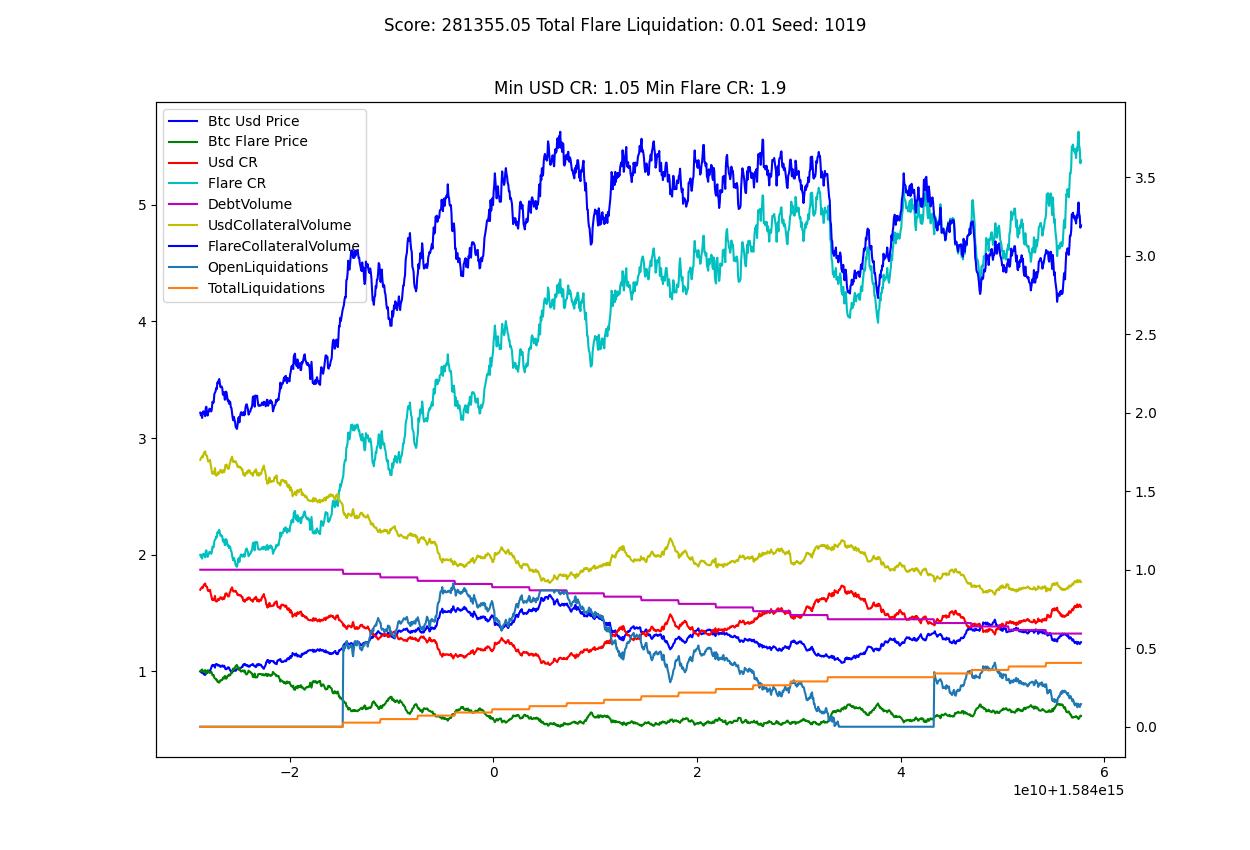 Score: 281355.05 Total Flare Liquidation: 0.01 Seed: 1019
Min USD CR: 1.05 Min Flare CR: 1.9
Btc Usd Price
Btc Flare Price
Usd CR
Flare CR
DebtVolume
UsdCollateralVolume
FlareCollateralVolume
OpenLiquidations
TotalLiquidations
5
4
3
2
1
3.5
3.0
2.5
2.0
1.5
1.0
0.5
0.0
−2 0 2 4 6
1e10+1.584e15